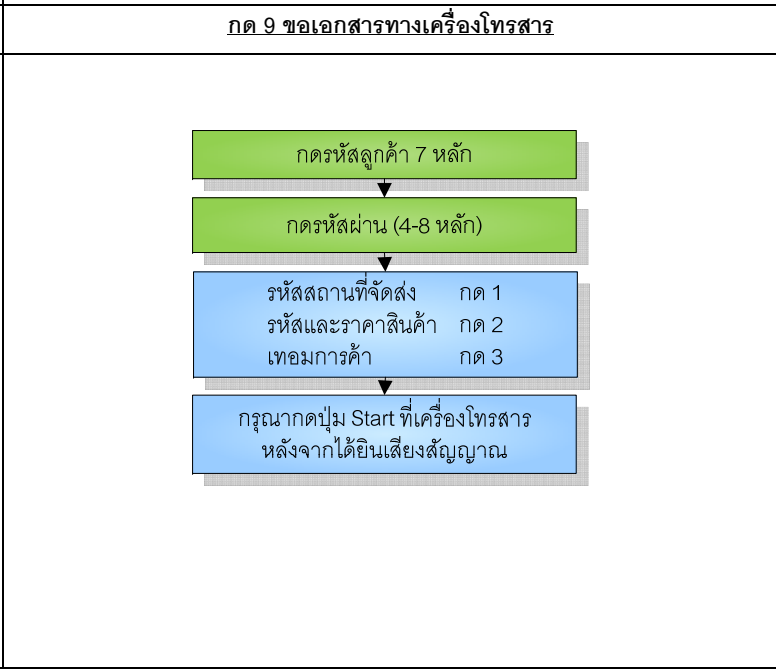 กด 9 ขอเอกสารทางเครื่องโทรสาร
กดรหัสลูกค้า 7 หลัก
กดรหัสผ่าน (4-8 หลัก)
รหัสสถานที่จัดส่ง กด 1
รหัสและราคาสินค้า กด 2
เทอมการค้า กด 3
กรุณากดปุ่ม Start ที่เครื่องโทรสาร
หลังจากได้ยินเสียงสัญญาณ